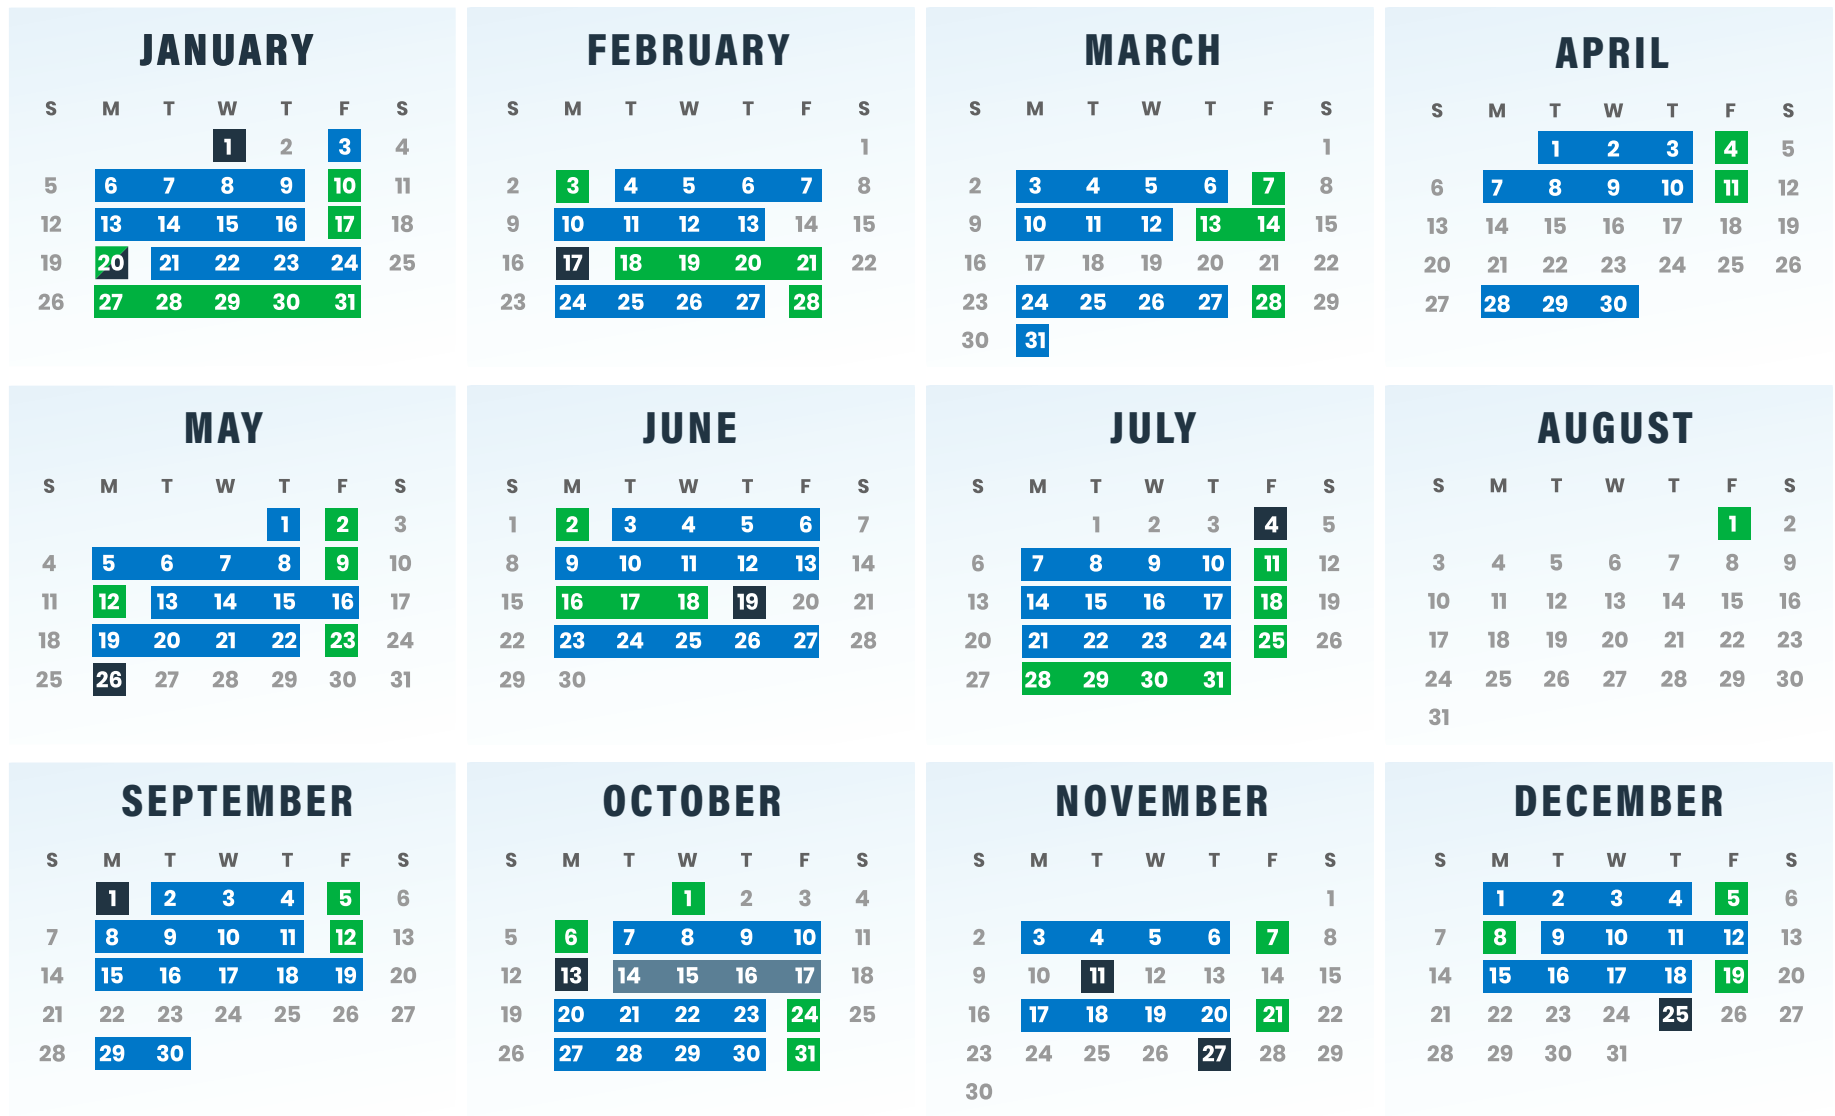 JANUARY
S M T W T F S
1 2 3 4
5 6 7 8 9 10 11
12 13 14 15 16 17 18
19 20 21 22 23 24 25
26 27 28 29 30 31
FEBRUARY
S M T W T F S
1
2 3 4 5 6 7 8
9 10 11 12 13 14 15
16 17 18 19 20 21 22
23 24 25 26 27 28
MARCH
S M T W T F S
1
2 3 4 5 6 7 8
9 10 11 12 13 14 15
16 17 18 19 20 21 22
23 24 25 26 27 28 29
30 31
APRIL
S M T W T F S
1 2 3 4 5
6 7 8 9 10 11 12
13 14 15 16 17 18 19
20 21 22 23 24 25 26
27 28 29 30
MAY
S M T W T F S
1 2 3
4 5 6 7 8 9 10
11 12 13 14 15 16 17
18 19 20 21 22 23 24
25 26 27 28 29 30 31
JUNE
S M T W T F S
1 2 3 4 5 6 7
8 9 10 11 12 13 14
15 16 17 18 19 20 21
22 23 24 25 26 27 28
29 30
JULY
S M T W T F S
1 2 3 4 5
6 7 8 9 10 11 12
13 14 15 16 17 18 19
20 21 22 23 24 25 26
27 28 29 30 31
AUGUST
S M T W T F S
1 2
3 4 5 6 7 8 9
10 11 12 13 14 15 16
17 18 19 20 21 22 23
24 25 26 27 28 29 30
31
SEPTEMBER
S M T W T F S
1 2 3 4 5 6
7 8 9 10 11 12 13
14 15 16 17 18 19 20
21 22 23 24 25 26 27
28 29 30
OCTOBER
S M T W T F S
1 2 3 4
5 6 7 8 9 10 11
12 13 14 15 16 17 18
19 20 21 22 23 24 25
26 27 28 29 30 31
NOVEMBER
S M T W T F S
1
2 3 4 5 6 7 8
9 10 11 12 13 14 15
16 17 18 19 20 21 22
23 24 25 26 27 28 29
30
DECEMBER
S M T W T F S
1 2 3 4 5 6
7 8 9 10 11 12 13
14 15 16 17 18 19 20
21 22 23 24 25 26 27
28 29 30 31